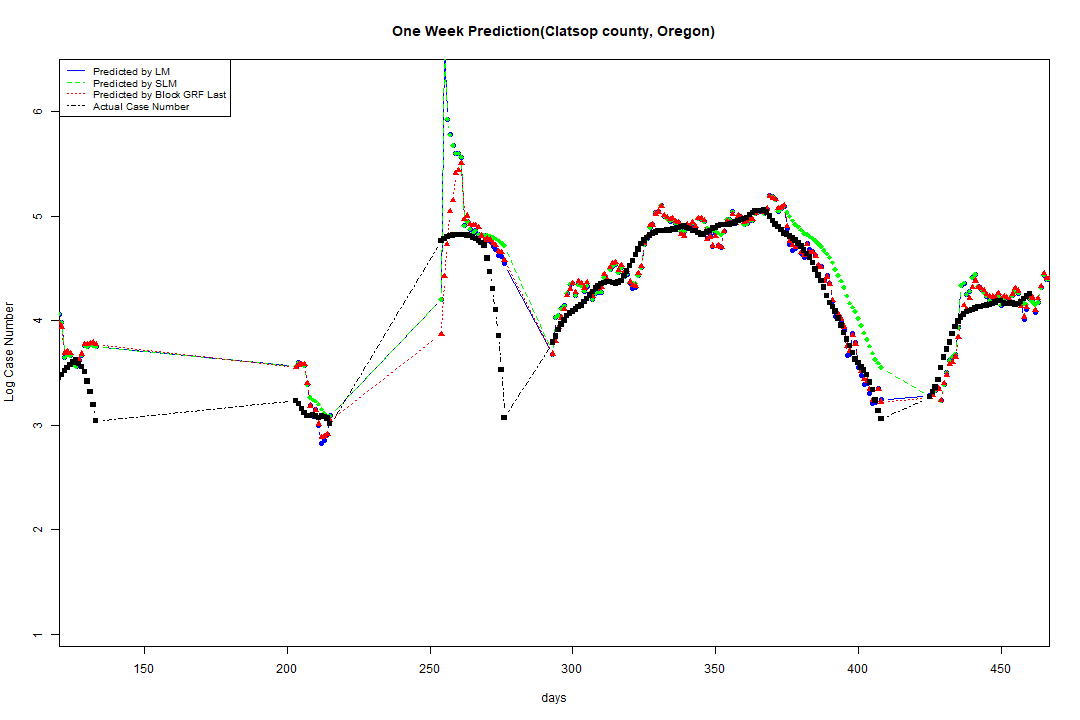 One Week Prediction(Clatsop county, Oregon)
Predicted by LM
Predicted by SLM
Predicted by Block GRF Last
Actual Case Number
Log Case Number
6
5
4
3
2
1
150 200 250 300 350 400 450
days